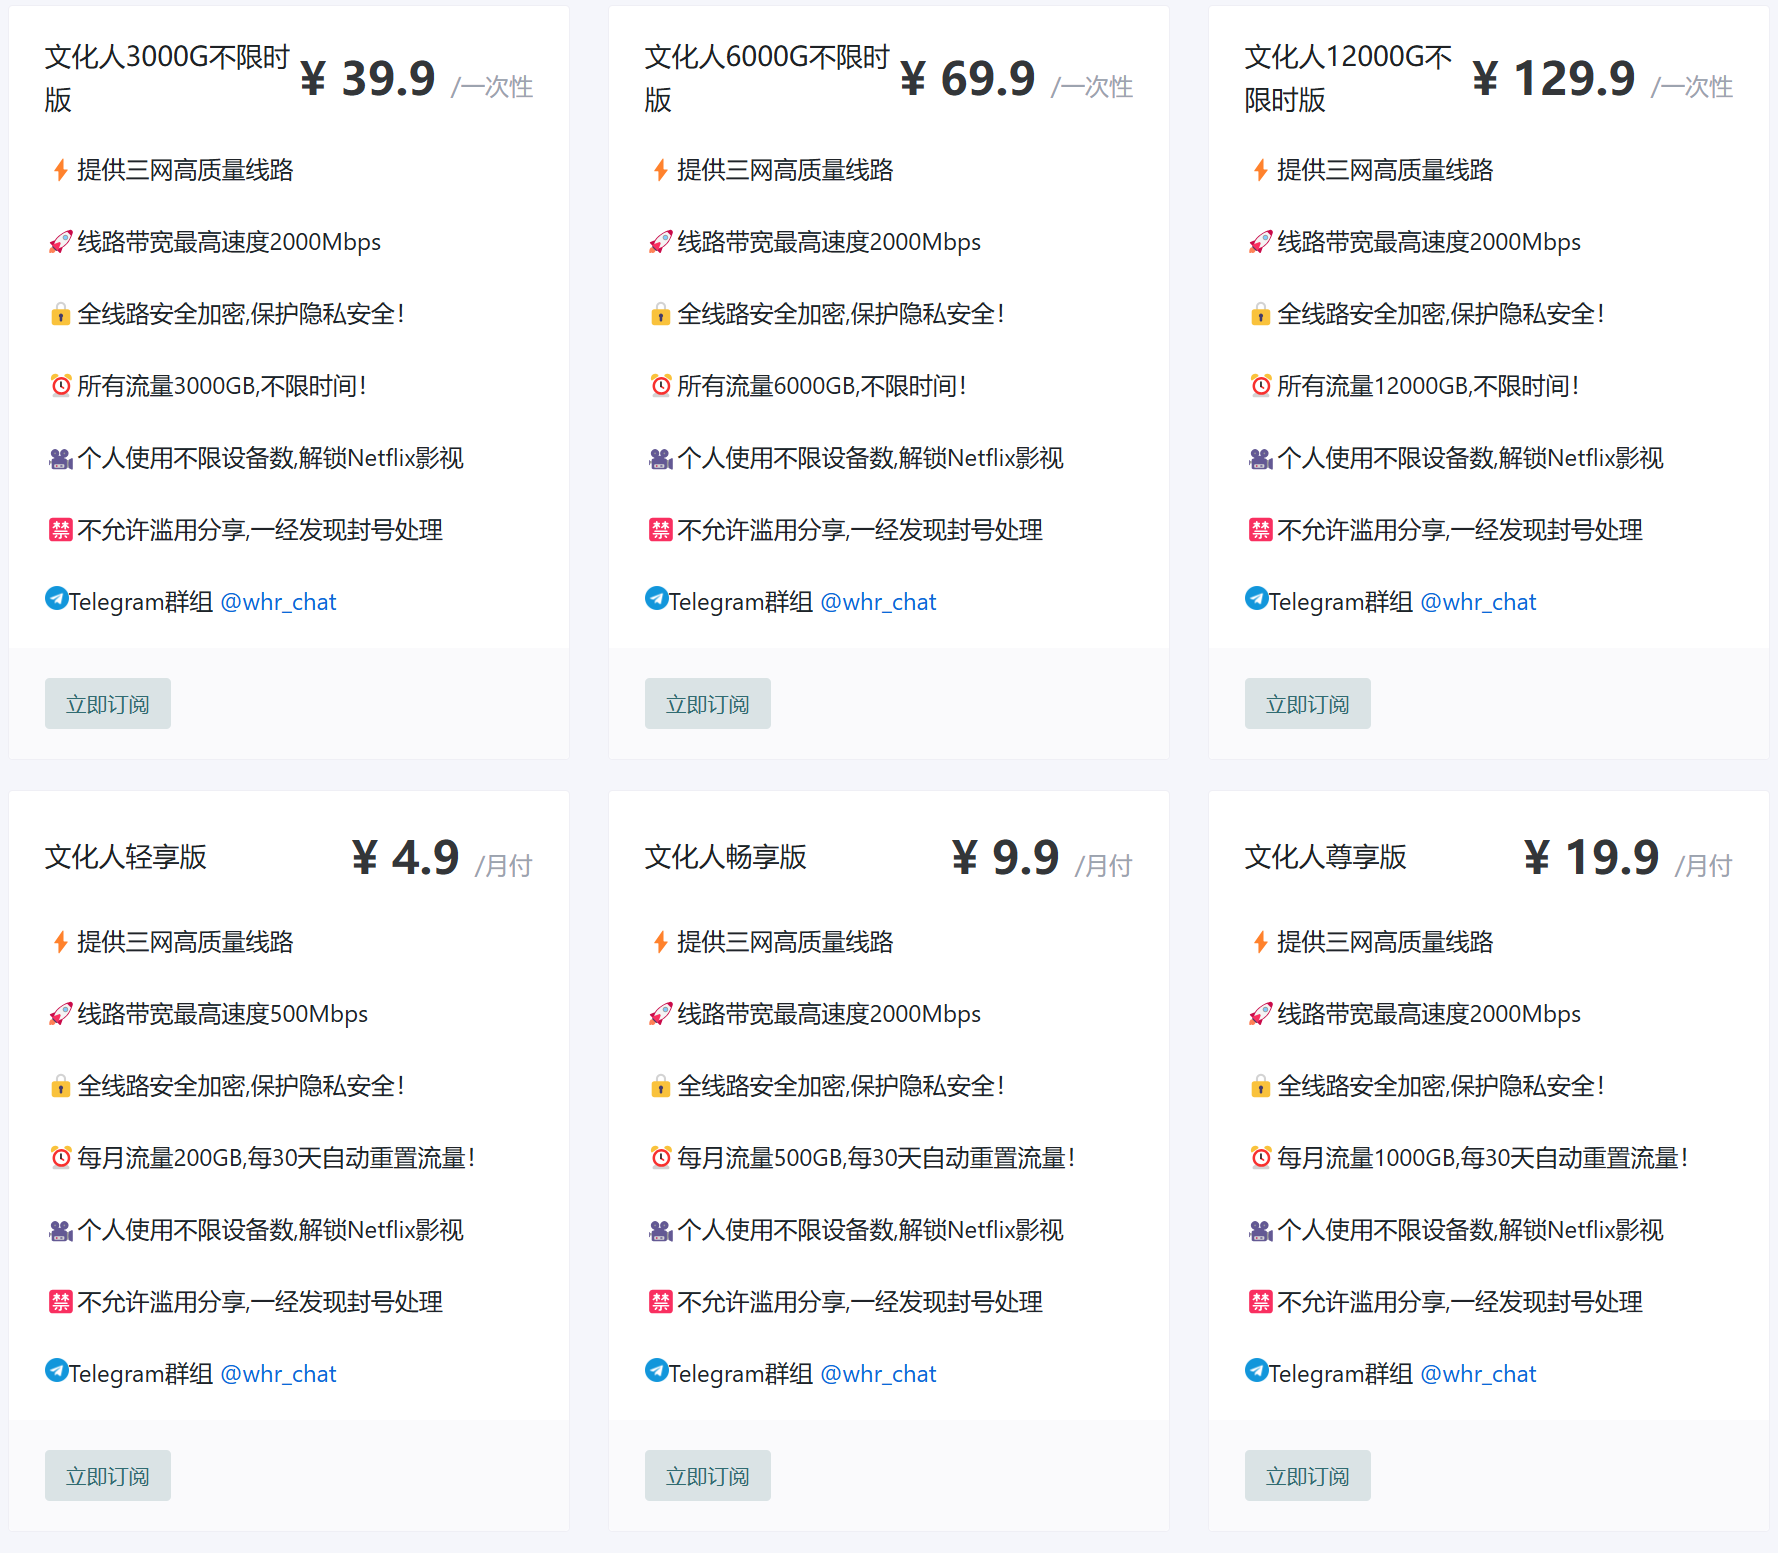 文化人3000G不限时
版
¥ 39.9 /一次性
⚡提供三网高质量线路
🚀线路带宽最高速度2000Mbps
🔒全线路安全加密,保护隐私安全!
⏰所有流量3000GB,不限时间!
🎥个人使用不限设备数,解锁Netflix影视
🈲不允许滥用分享,一经发现封号处理
Telegram群组 @whr_chat
立即订阅
文化人6000G不限时
版
¥ 69.9 /一次性
⚡提供三网高质量线路
🚀线路带宽最高速度2000Mbps
🔒全线路安全加密,保护隐私安全!
⏰所有流量6000GB,不限时间!
🎥个人使用不限设备数,解锁Netflix影视
🈲不允许滥用分享,一经发现封号处理
Telegram群组 @whr_chat
立即订阅
文化人12000G不
限时版
¥ 129.9 /一次性
⚡提供三网高质量线路
🚀线路带宽最高速度2000Mbps
🔒全线路安全加密,保护隐私安全!
⏰所有流量12000GB,不限时间!
🎥个人使用不限设备数,解锁Netflix影视
🈲不允许滥用分享,一经发现封号处理
Telegram群组 @whr_chat
立即订阅
文化人轻享版
¥ 4.9 /月付
⚡提供三网高质量线路
🚀线路带宽最高速度500Mbps
🔒全线路安全加密,保护隐私安全!
⏰每月流量200GB,每30天自动重置流量!
🎥个人使用不限设备数,解锁Netflix影视
🈲不允许滥用分享,一经发现封号处理
Telegram群组 @whr_chat
立即订阅
文化人畅享版
¥ 9.9 /月付
⚡提供三网高质量线路
🚀线路带宽最高速度2000Mbps
🔒全线路安全加密,保护隐私安全!
⏰每月流量500GB,每30天自动重置流量!
🎥个人使用不限设备数,解锁Netflix影视
🈲不允许滥用分享,一经发现封号处理
Telegram群组 @whr_chat
立即订阅
文化人尊享版
¥ 19.9 /月付
⚡提供三网高质量线路
🚀线路带宽最高速度2000Mbps
🔒全线路安全加密,保护隐私安全!
⏰每月流量1000GB,每30天自动重置流量!
🎥个人使用不限设备数,解锁Netflix影视
🈲不允许滥用分享,一经发现封号处理
Telegram群组 @whr_chat
立即订阅